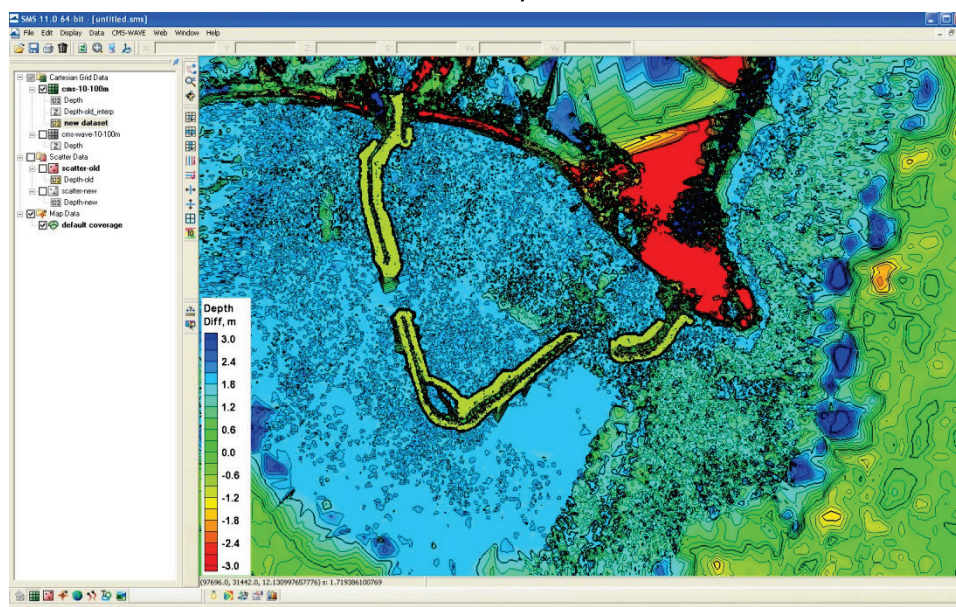 SMS 11.0 64-bit - [untitled.sms]
File Edit Display Data CMS-WAVE Web Window Help
X: Y: Z: S: Vx: Vy:
Cartesian Grid Data
cms-10-100m
Depth
Depth-old_interp
new dataset
cms-wave-10-100m
Depth
Scatter Data
scatter-old
Depth-old
scatter-new
Depth-new
Map Data
default coverage
Depth
Diff, m
3.0
2.4
1.8
1.2
0.6
0.0
-0.6
-1.2
-1.8
-2.4
-3.0
(97696.0, 31442.0, 12.130997657776) s: 1.719386100769